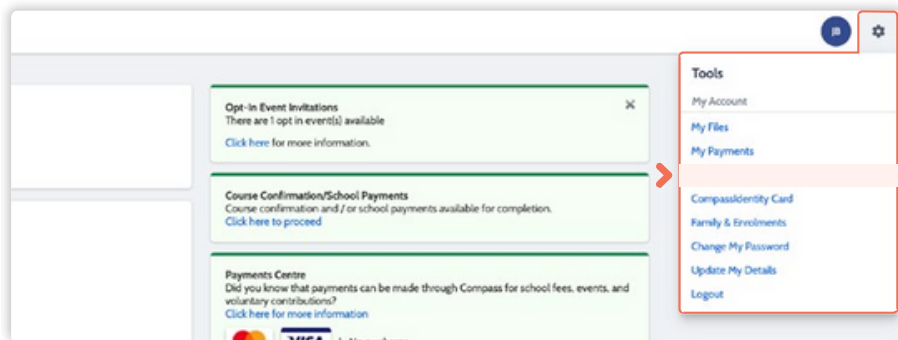 JB
Tools
My Account
My Files
My Payments
CompassIdentity Card
Family & Enrolments
Change My Password
Update My Details
Logout
Opt-In Event Invitations
There are 1 opt in event(s) available
Click here for more information.
Course Confirmation/School Payments
Course confirmation and / or school payments available for completion.
Click here to proceed
Payments Centre
Did you know that payments can be made through Compass for school fees, events, and
voluntary contributions?
Click here for more information
VISA